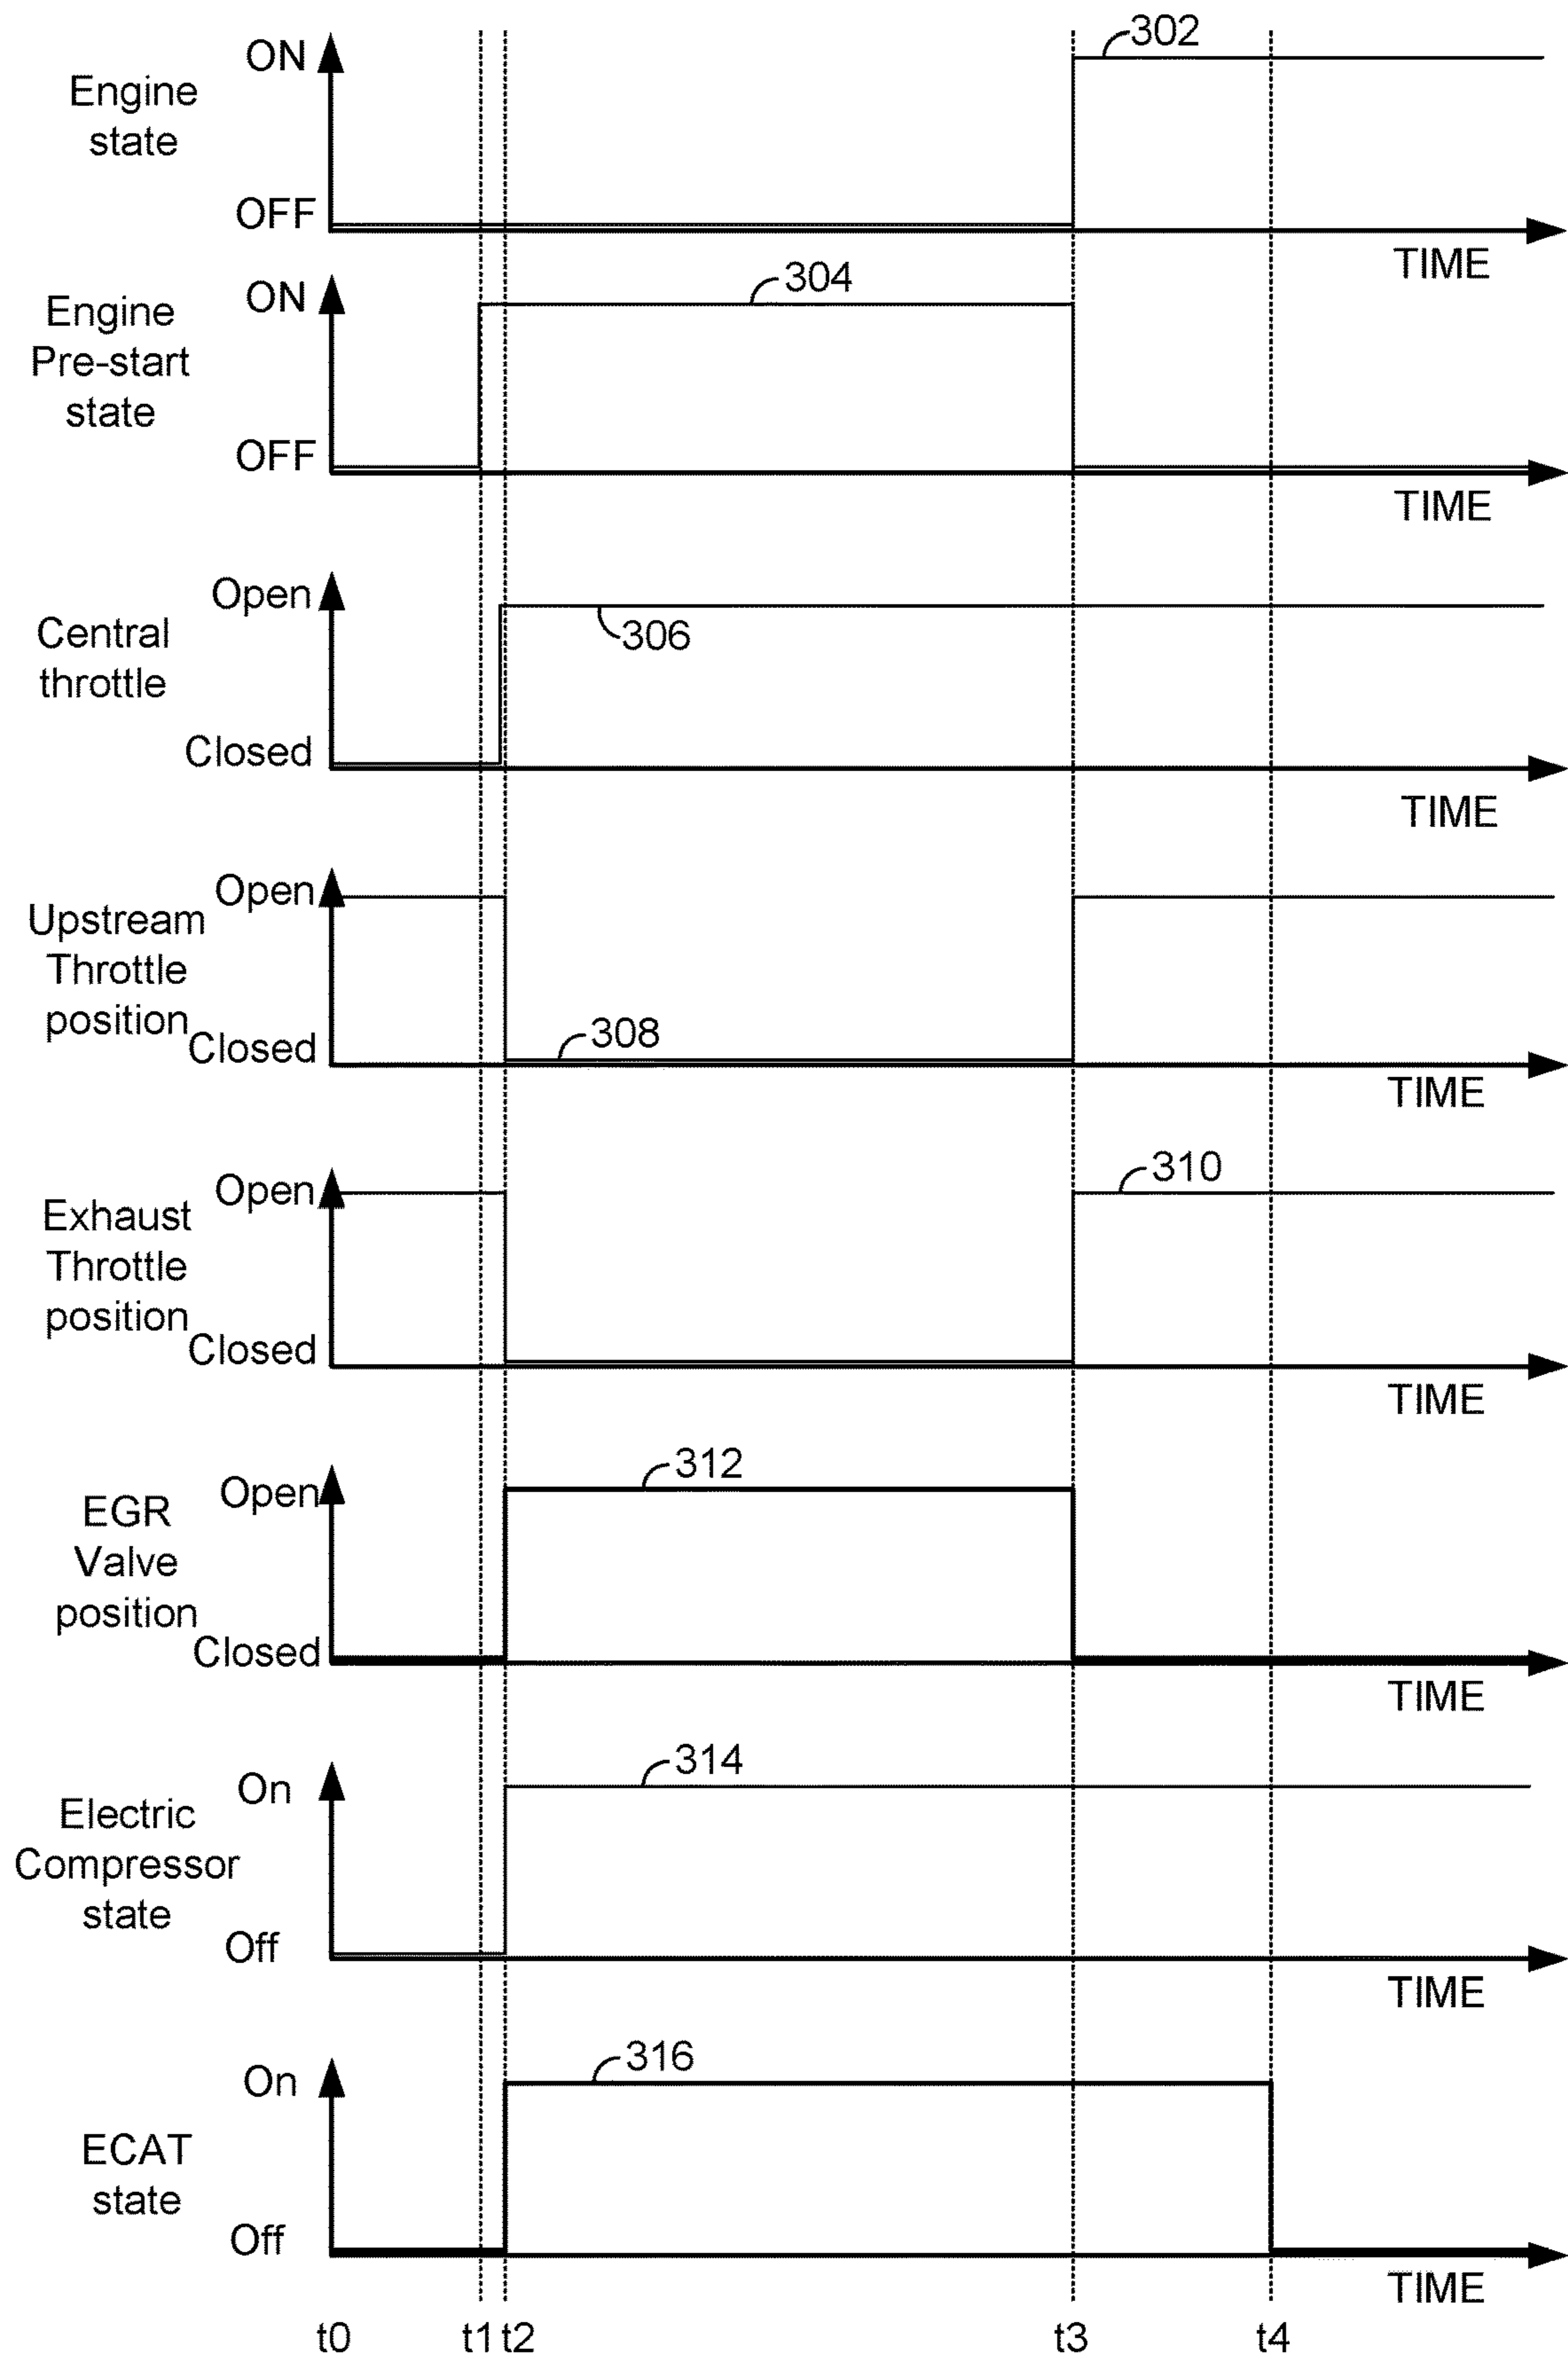 302
ON
Engine
state
OFF
TIME
304
ON
Engine
Pre-start
state
OFF
TIME
Open
306
Central
throttle
Closed
TIME
Open
Upstream
Throttle
position
308
Closed
TIME
310
Open
Exhaust
Throttle
position
Closed
TIME
312
Open
EGR
Valve
position
Closed
TIME
314
On
Electric
Compressor
state
Off
TIME
316
On
ECAT
state
Off
TIME
t0 t1 t2 t3 t4